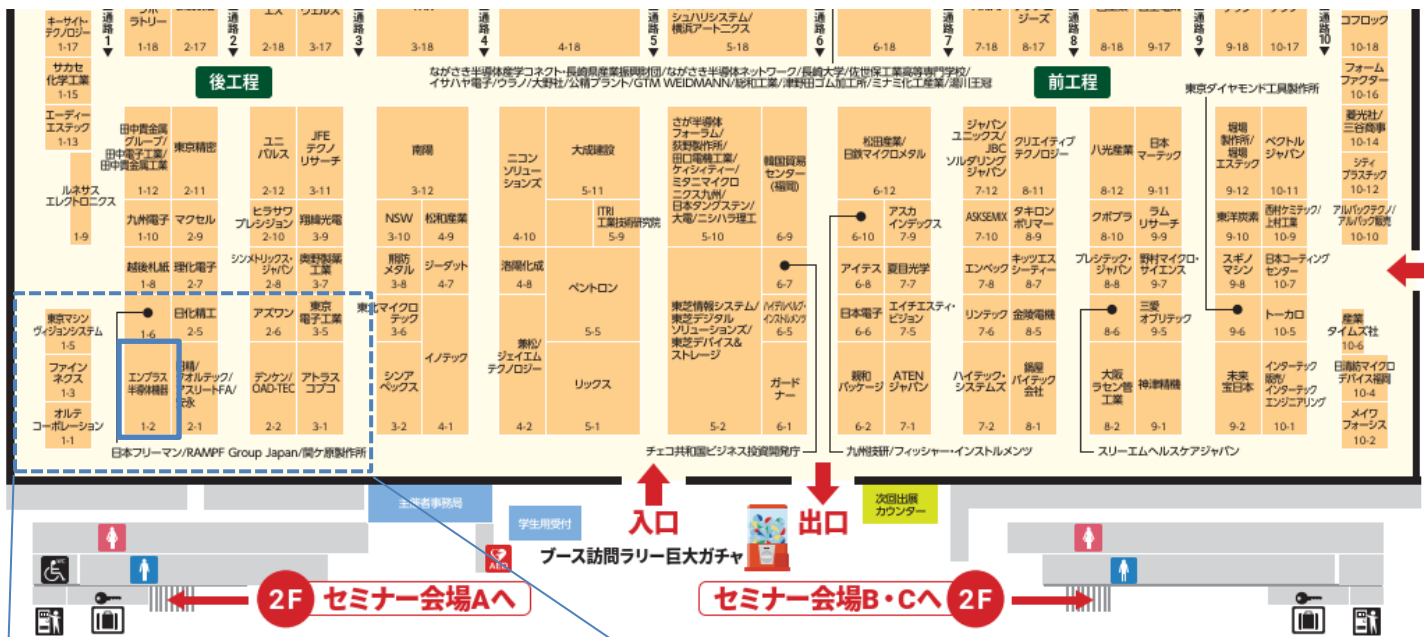 キーサイト・
テクノロジー
1-17
通路1▼
ラトリー
1-18
2-17
通路2▼
エス
2-18
ウェルズ
3-17
通路3▼
3-18
通路4▼
4-18
通路5▼
シュハリシステム/
横浜アートニクス
5-18
通路6▼
6-18
通路7▼
7-18
ジーズ
8-17
通路8▼
8-18
9-17
通路9▼
9-18
10-17
通路10▼
コフロック
10-18
サカセ
化学工業
1-15
後工程
ながさき半導体産学コネクト・長崎県産業振興財団/ながさき半導体ネットワーク/長崎大学/佐世保工業高等専門学校/
イサハヤ電子/ウラノ/大野社/公精プラント/GTM WEIDMANN/総和工業/津野田ゴム加工所/ミナミ化工産業/湯川王冠
前工程
東京ダイヤモンド工具製作所
フォーム
ファクター
10-16
エーディー
エステック
1-13
菱光社/
三谷商事
10-14
シティ
プラスチック
10-12
ルネサス
エレクトロニクス
1-9
田中貴金属
グループ/
田中電子工業/
田中貴金属工業
1-12
東京精密
2-11
ユニ
パルス
2-12
JFE
テクノ
リサーチ
3-11
南陽
3-12
ニコン
ソリュー
ションズ
4-10
大成建設
5-11
さが半導体
フォーラム/
荻野製作所/
田口電機工業/
ケィシィティー/
ミタニマイクロ
ニクス九州/
日本タングステン/
大電/ニシハラ理工
5-10
韓国貿易
センター
(福岡)
6-9
松田産業/
日鉄マイクロメタル
6-12
ジャパン
ユニックス/
JBC
ソルダリング
ジャパン
7-12
クリエイティブ
テクノロジー
8-11
八光産業
8-12
日本
マーテック
9-11
堀場
製作所/
堀場
エステック
9-12
ベクトル
ジャパン
10-11
九州電子
1-10
マクセル
2-9
ヒラサワ
プレシジョン
2-10
翔緯光電
3-9
NSW
3-10
松和産業
4-9
ITRI
工業技術研究院
5-9
6-10
アスカ
インデックス
7-9
ASKSEMIX
7-10
タキロン
ポリマー
8-9
クボプラ
8-10
ラム
リサーチ
9-9
東洋炭素
9-10
西村ケミテック/
上村工業
10-9
アルバックテクノ/
アルバック販売
10-10
越後札紙
1-8
理化電子
2-7
シンメトリックス・
ジャパン
2-8
奥野製薬
工業
3-7
朋防
メタル
3-8
ジーダット
4-7
洛陽化成
4-8
ペントロン
5-5
6-7
アイテス
6-8
夏目光学
7-7
エンベック
7-8
キッツエス
シーティー
8-7
プレシテック・
ジャパン
8-8
野村マイクロ・
サイエンス
9-7
スギノ
マシン
9-8
日本コーティング
センター
10-7
東京マシン
ヴィジョンシステム
1-5
1-6
日化精工
2-5
アズワン
2-6
東京
電子工業
3-5
東北マイクロ
テック
3-6
イノテック
4-1
東芝情報システム/
東芝デジタル
ソリューションズ/
東芝デバイス&
ストレージ
5-2
ハイデルベルグ・
インストルメンツ
6-5
日本電子
6-6
エイチエスティ・
ビジョン
7-5
リンテック
7-6
金陵電機
8-5
8-6
三愛
オブリテック
9-5
9-6
トーカロ
10-5
産業
タイムズ社
10-6
ファイン
ネクス
1-3
エンプラス
半導体機器
1-2
日精/
フオルテック/
アスリートFA/
安永
2-1
デンケン/
OAD-TEC
2-2
アトラス
コプコ
3-1
シンア
ペックス
3-2
兼松/
ジェイエム
テクノロジー
4-2
リックス
5-1
ガード
ナー
6-1
親和
パッケージ
6-2
ATEN
ジャパン
7-1
ハイテック・
システムズ
7-2
鍋屋
バイテック
会社
8-1
大阪
ラセン管
工業
8-2
神津精機
9-1
未来
宝日本
9-2
インターテック
販売/
インターテック
エンジニアリング
10-1
日清紡マイクロ
デバイス福岡
10-4
オルテ
コーポレーション
1-1
メイワ
フォーシス
10-2
日本フリーマン/RAMPF Group Japan/関ケ原製作所
チェコ共和国ビジネス投資開発庁
九州技研/フィッシャー・インストルメンツ
スリーエムヘルスケアジャパン
主催者事務局
学生用受付
入口
出口
次回出展
カウンター
AED
ブース訪問ラリー巨大ガチャ
2F
セミナー会場Aへ
セミナー会場B・Cへ
2F